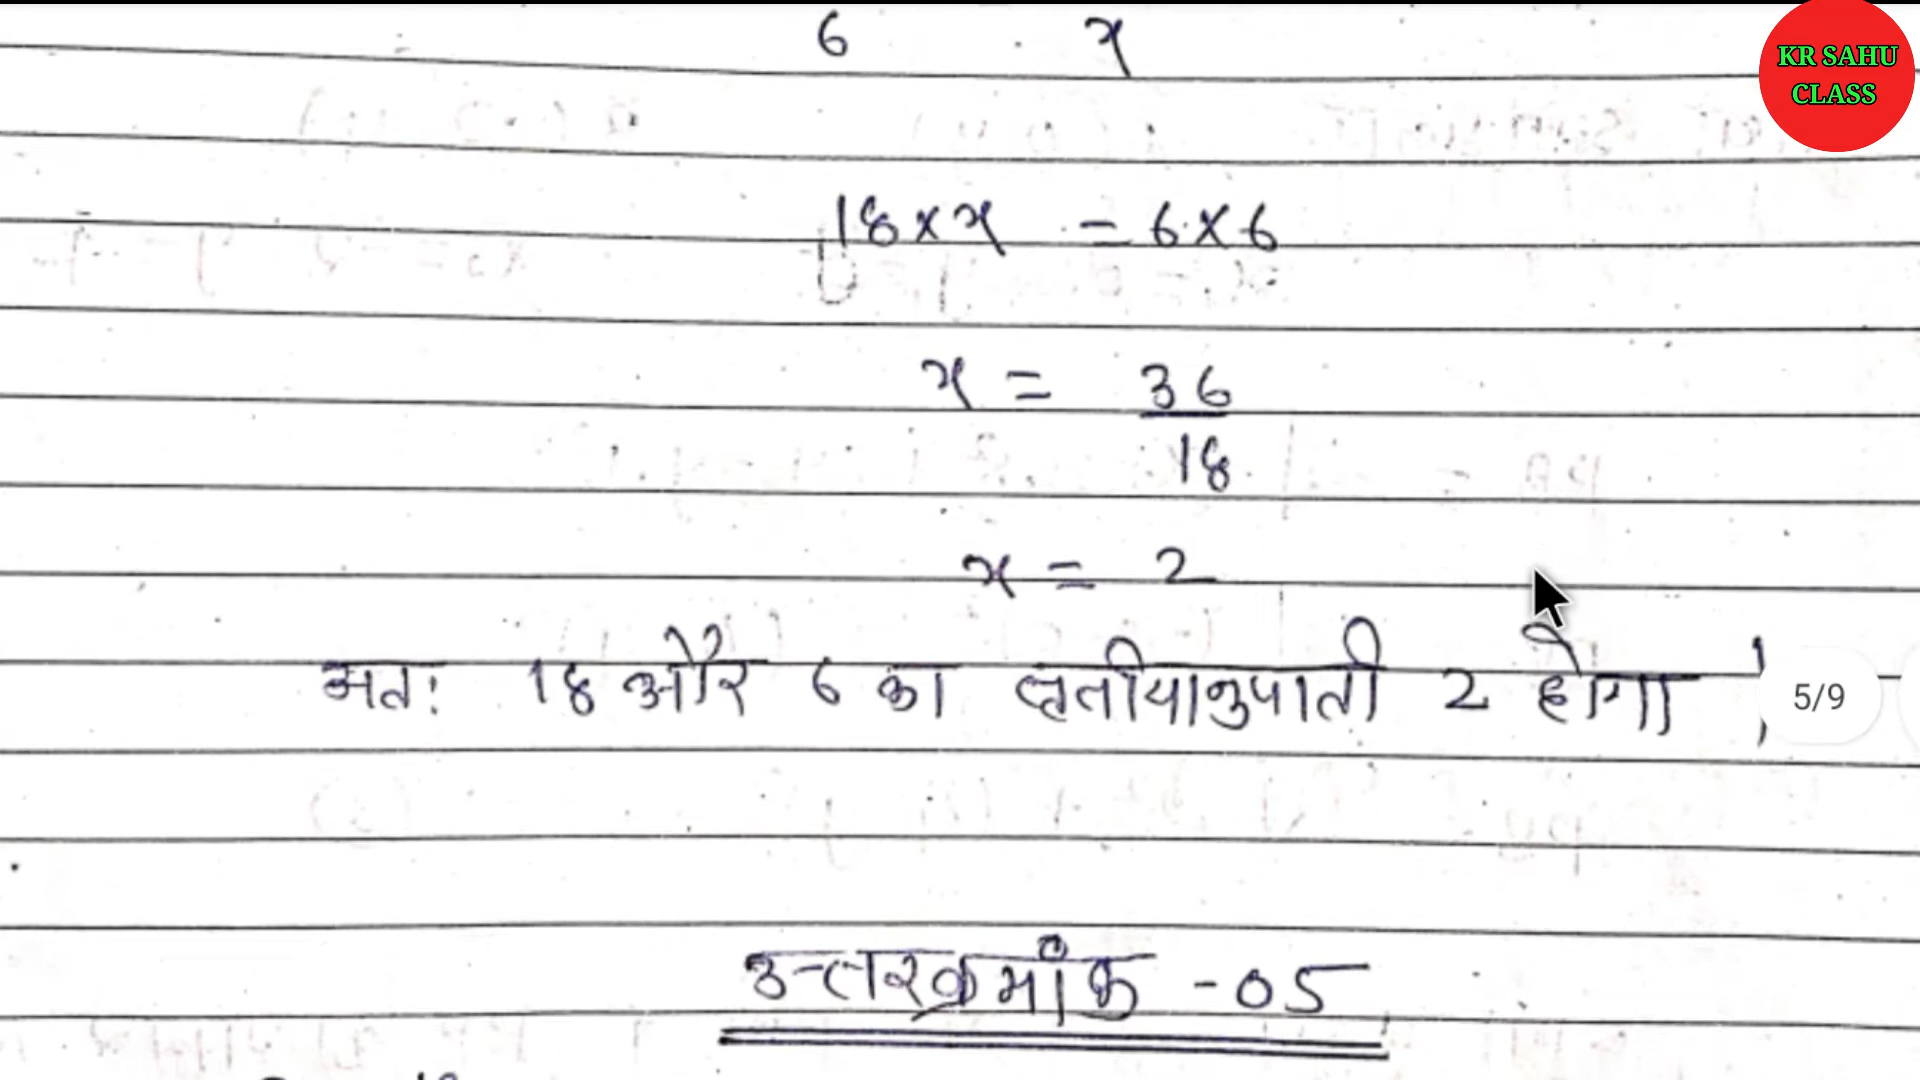 6 x
KR SAHU
CLASS
18 × x = 6 × 6
x = 36
18
x = 2
अतः 18 और 6 का तृतीयानुपाती 2 होगा।
5/9
उत्तरक्रमांक - 05